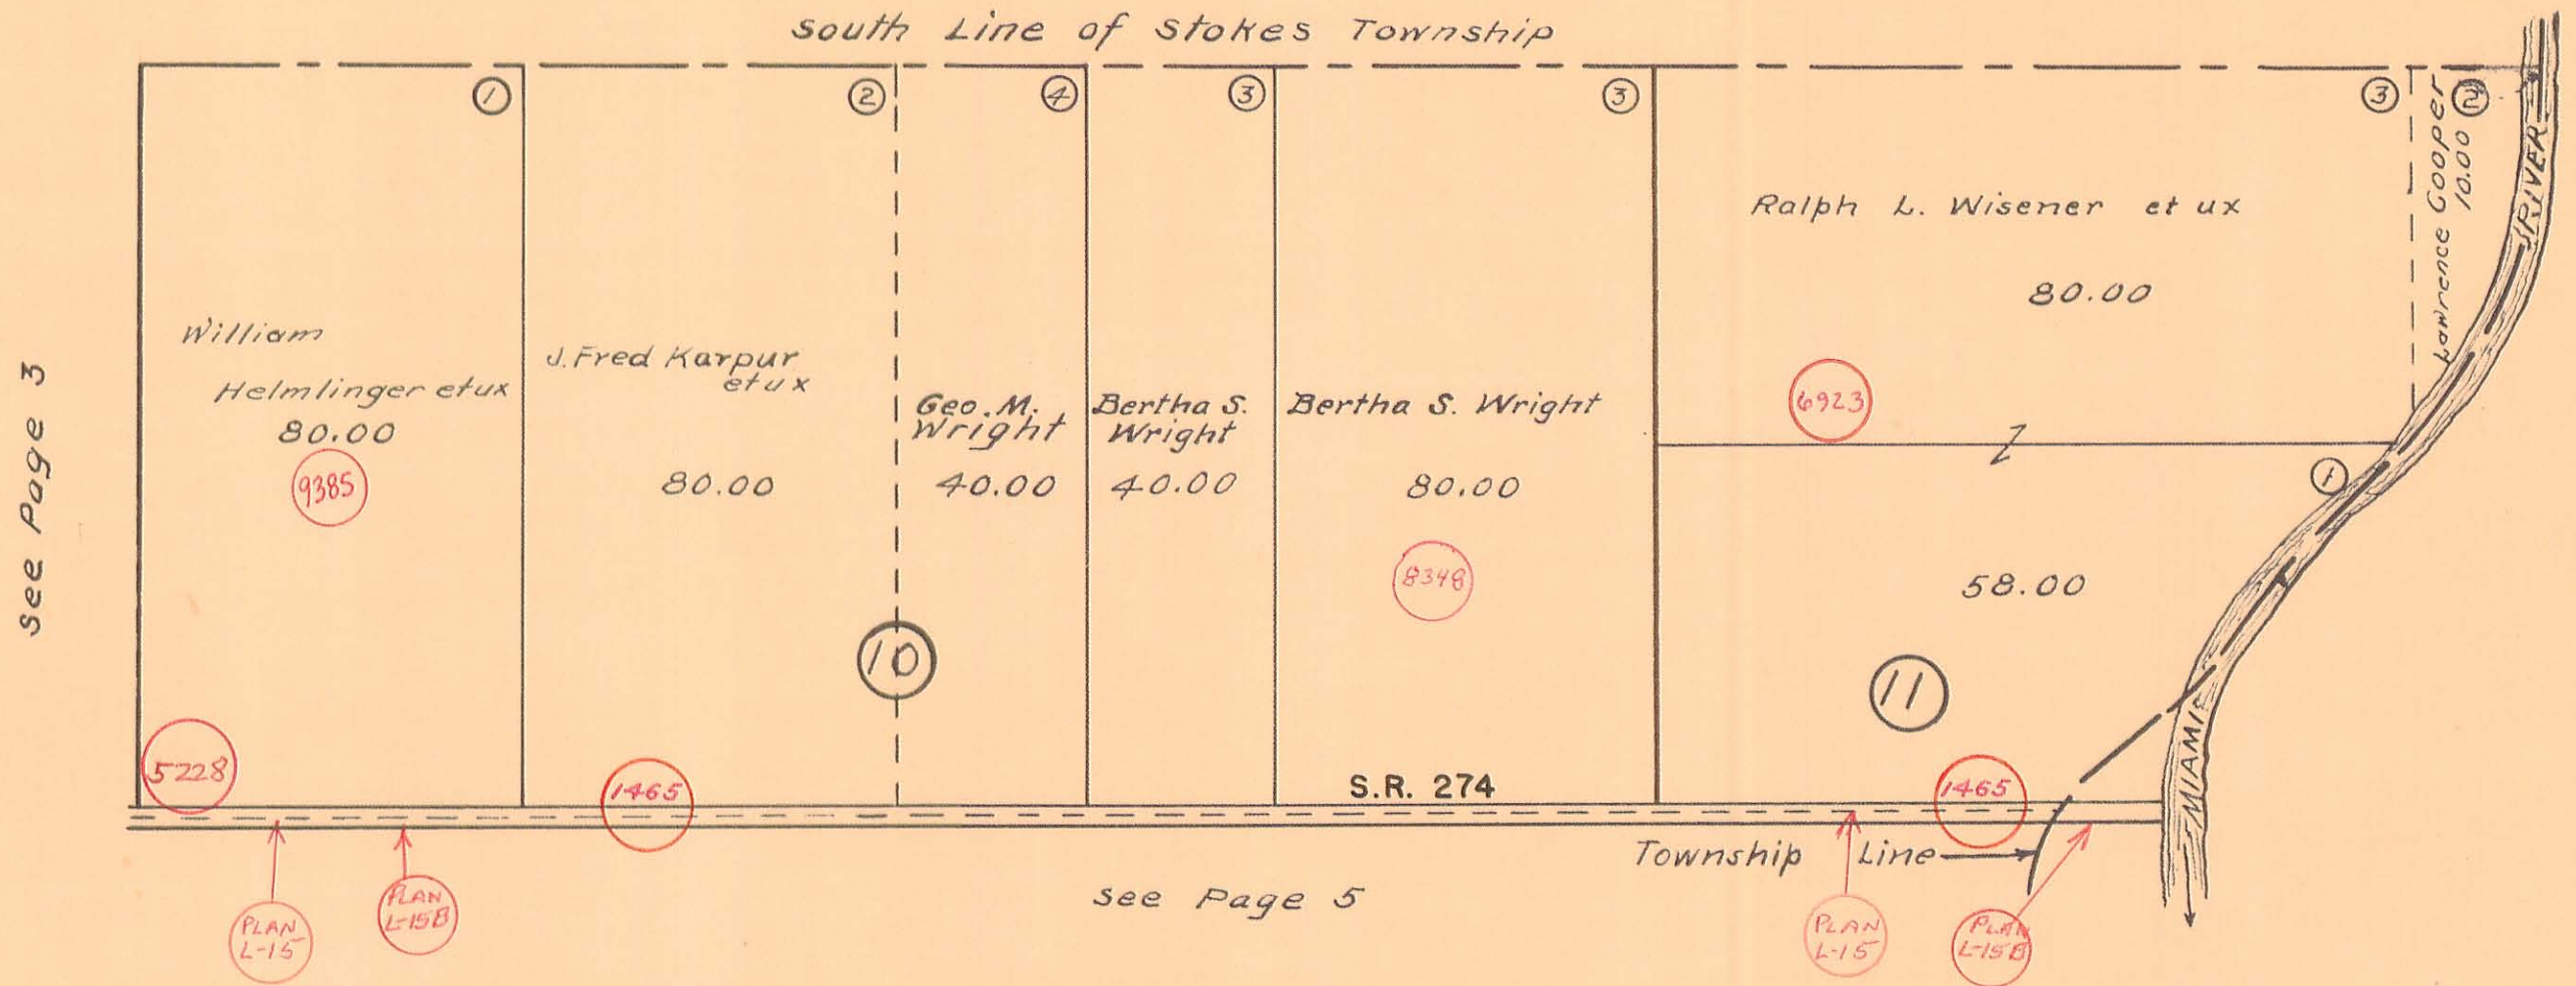 South Line of Stokes Township
1
2
4
3
3
3
2
See Page 3
William
Helmlinger et ux
80.00
9385
J. Fred Karpur
et ux
80.00
Geo. M.
Wright
40.00
Bertha S.
Wright
40.00
Bertha S. Wright
80.00
8348
Ralph L. Wisener et ux
80.00
6923
Lawrence Cooper
10.00
RIVER
Z
1
58.00
10
11
5228
1465
S.R. 274
1465
MIAMI
Township Line
See Page 5
PLAN
L-15
PLAN
L-15B
PLAN
L-15
PLAN
L-15B